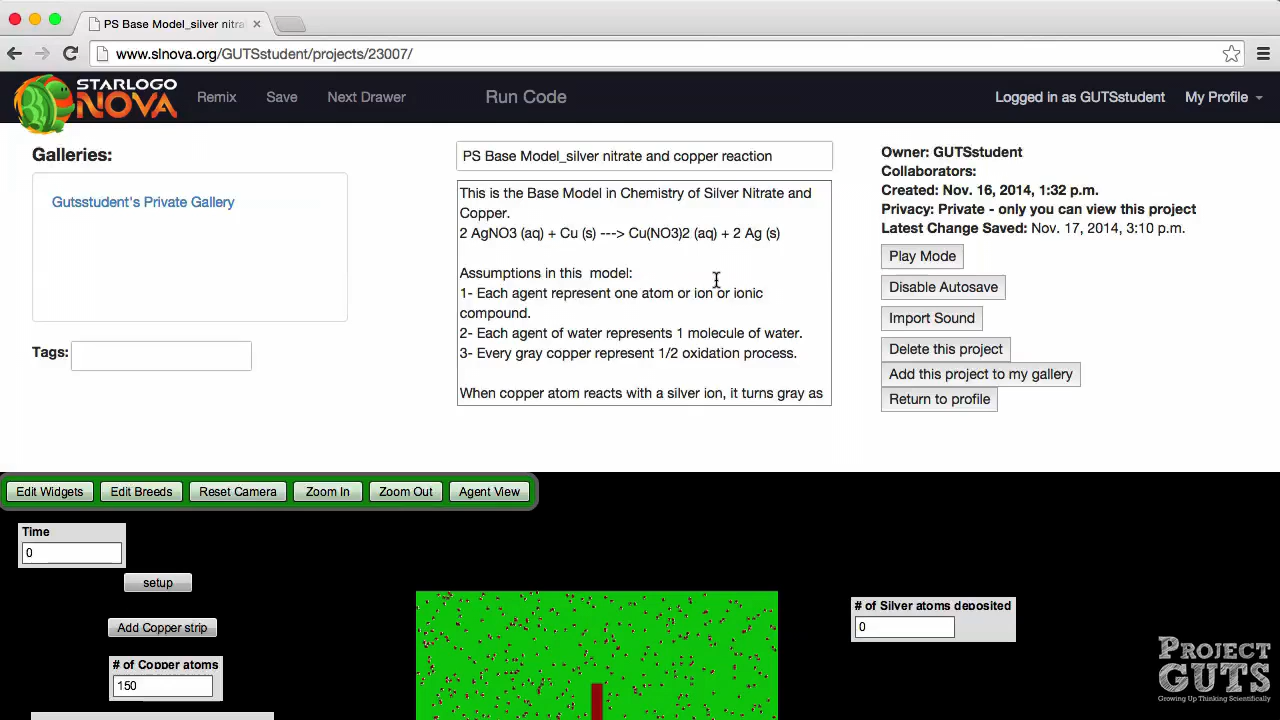 PS Base Model_silver nitra
www.slnova.org/GUTSstudent/projects/23007/
STARLOGO
NOVA
Remix
Save
Next Drawer
Run Code
Logged in as GUTSstudent
My Profile
Galleries:
Gutsstudent's Private Gallery
Tags:
PS Base Model_silver nitrate and copper reaction
This is the Base Model in Chemistry of Silver Nitrate and
Copper.
2 AgNO3 (aq) + Cu (s) ---> Cu(NO3)2 (aq) + 2 Ag (s)
Assumptions in this  model:
1- Each agent represent one atom or ion or ionic
compound.
2- Each agent of water represents 1 molecule of water.
3- Every gray copper represent 1/2 oxidation process.
When copper atom reacts with a silver ion, it turns gray as
Owner: GUTSstudent
Collaborators:
Created: Nov. 16, 2014, 1:32 p.m.
Privacy: Private - only you can view this project
Latest Change Saved: Nov. 17, 2014, 3:10 p.m.
Play Mode
Disable Autosave
Import Sound
Delete this project
Add this project to my gallery
Return to profile
Edit Widgets
Edit Breeds
Reset Camera
Zoom In
Zoom Out
Agent View
Time
0
setup
Add Copper strip
# of Copper atoms
150
# of Silver atoms deposited
0
PROJECT
GUTS
Growing Up Thinking Scientifically